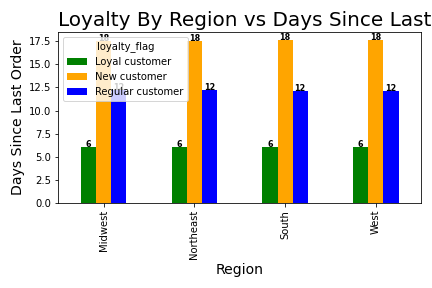 Loyalty By Region vs Days Since Last
Days Since Last Order
17.5
15.0
12.5
10.0
7.5
5.0
2.5
0.0
loyalty_flag
Loyal customer
New customer
Regular customer
6 18
6 18 12
6 18 12
6 18 12
Midwest
Northeast
South
West
Region